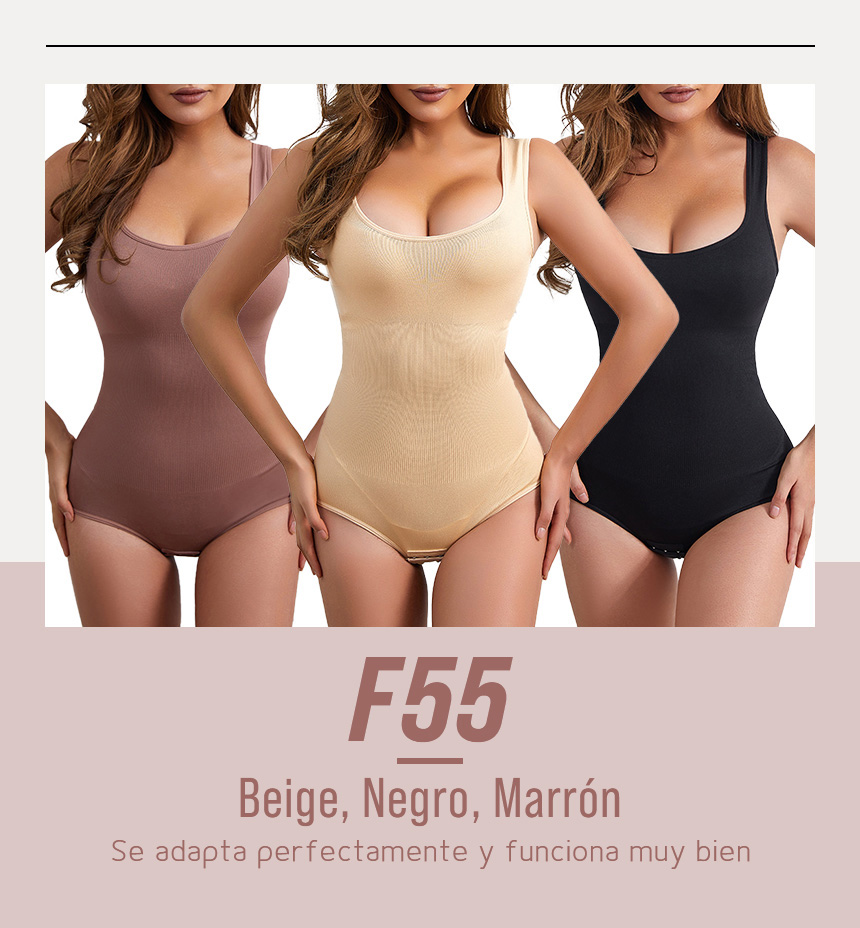 F55
Beige, Negro, Marrón
Se adapta perfectamente y funciona muy bien